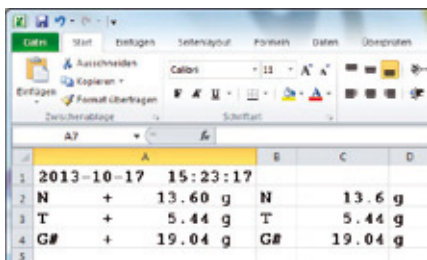 Datei Start Einfügen Seitenlayout Formeln Daten Überprüfen
Einfügen
Ausschneiden
Kopieren
Format übertragen
Zwischenablage
Calibri 11 A A
F K U A
Schriftart
A7 fx
A B C D
1 2013-10-17 15:23:17
2 N + 13.60 g N 13.6 g
3 T + 5.44 g T 5.44 g
4 G# + 19.04 g G# 19.04 g
5